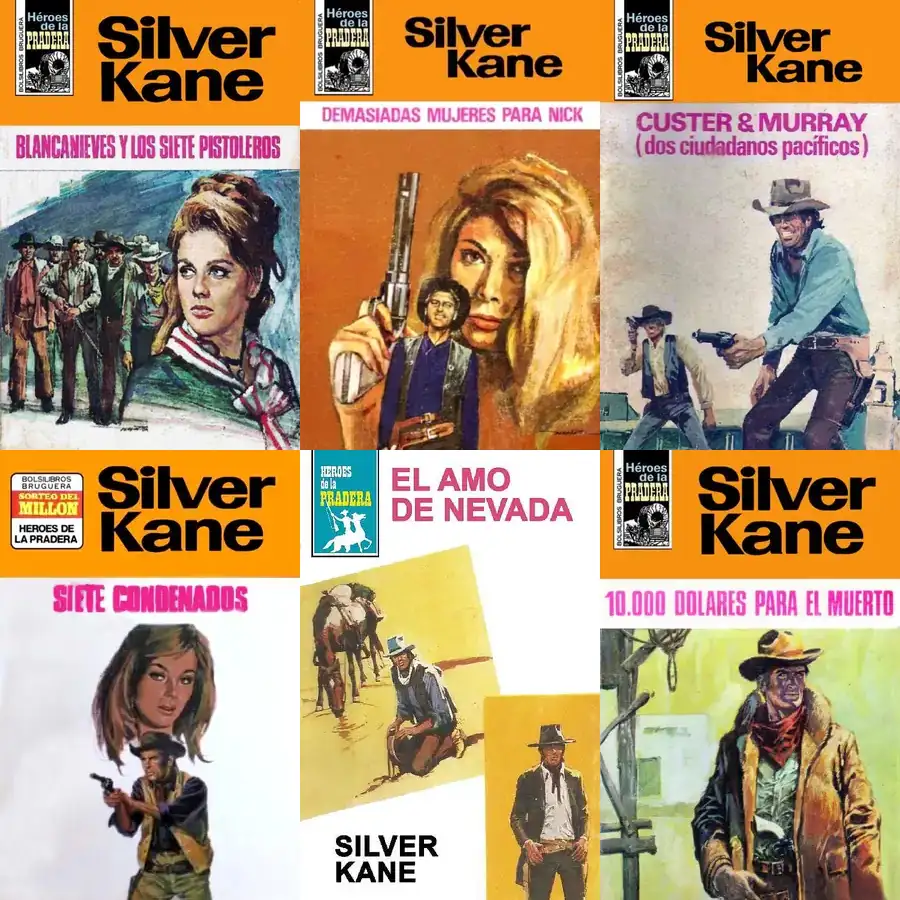 Héroes
de la
PRADERA
BOLSILIBROS BRUGUERA
Silver
Kane
BLANCANIEVES Y LOS SIETE PISTOLEROS
Héroes
de la
PRADERA
BOLSILIBROS BRUGUERA
Silver
Kane
DEMASIADAS MUJERES PARA NICK
Héroes
de la
PRADERA
BOLSILIBROS BRUGUERA
Silver
Kane
CUSTER & MURRAY
(dos ciudadanos pacíficos)
BOLSILIBROS
BRUGUERA
SORTEO DEL
MILLON
HEROES DE
LA PRADERA
Silver
Kane
SIETE CONDENADOS
HEROES
de la
PRADERA
EL AMO
DE NEVADA
SILVER
KANE
Héroes
de la
PRADERA
BOLSILIBROS BRUGUERA
Silver
Kane
10.000 DOLARES PARA EL MUERTO